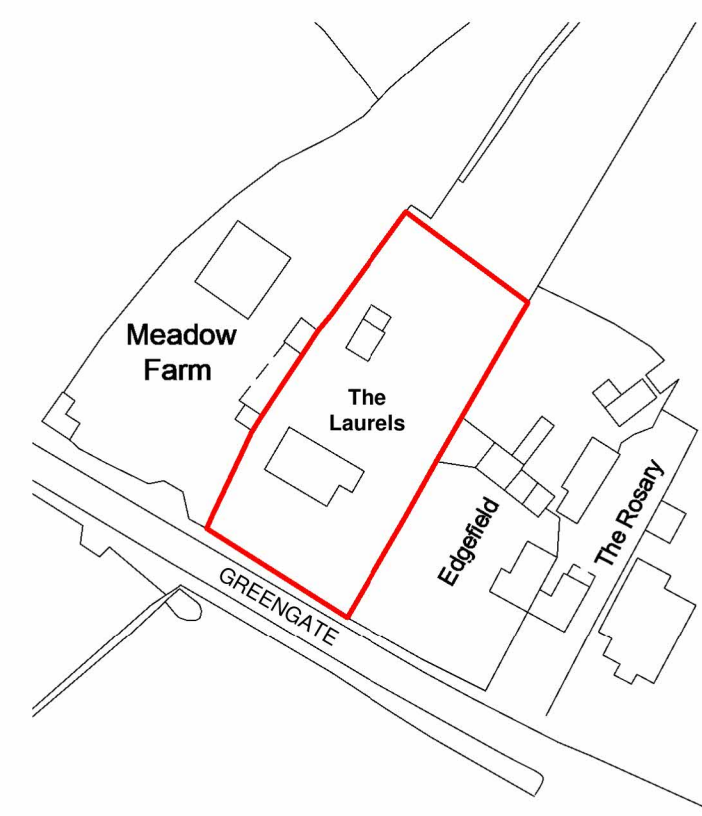 Meadow
Farm
The
Laurels
Edgefield
The Rosary
GREENGATE